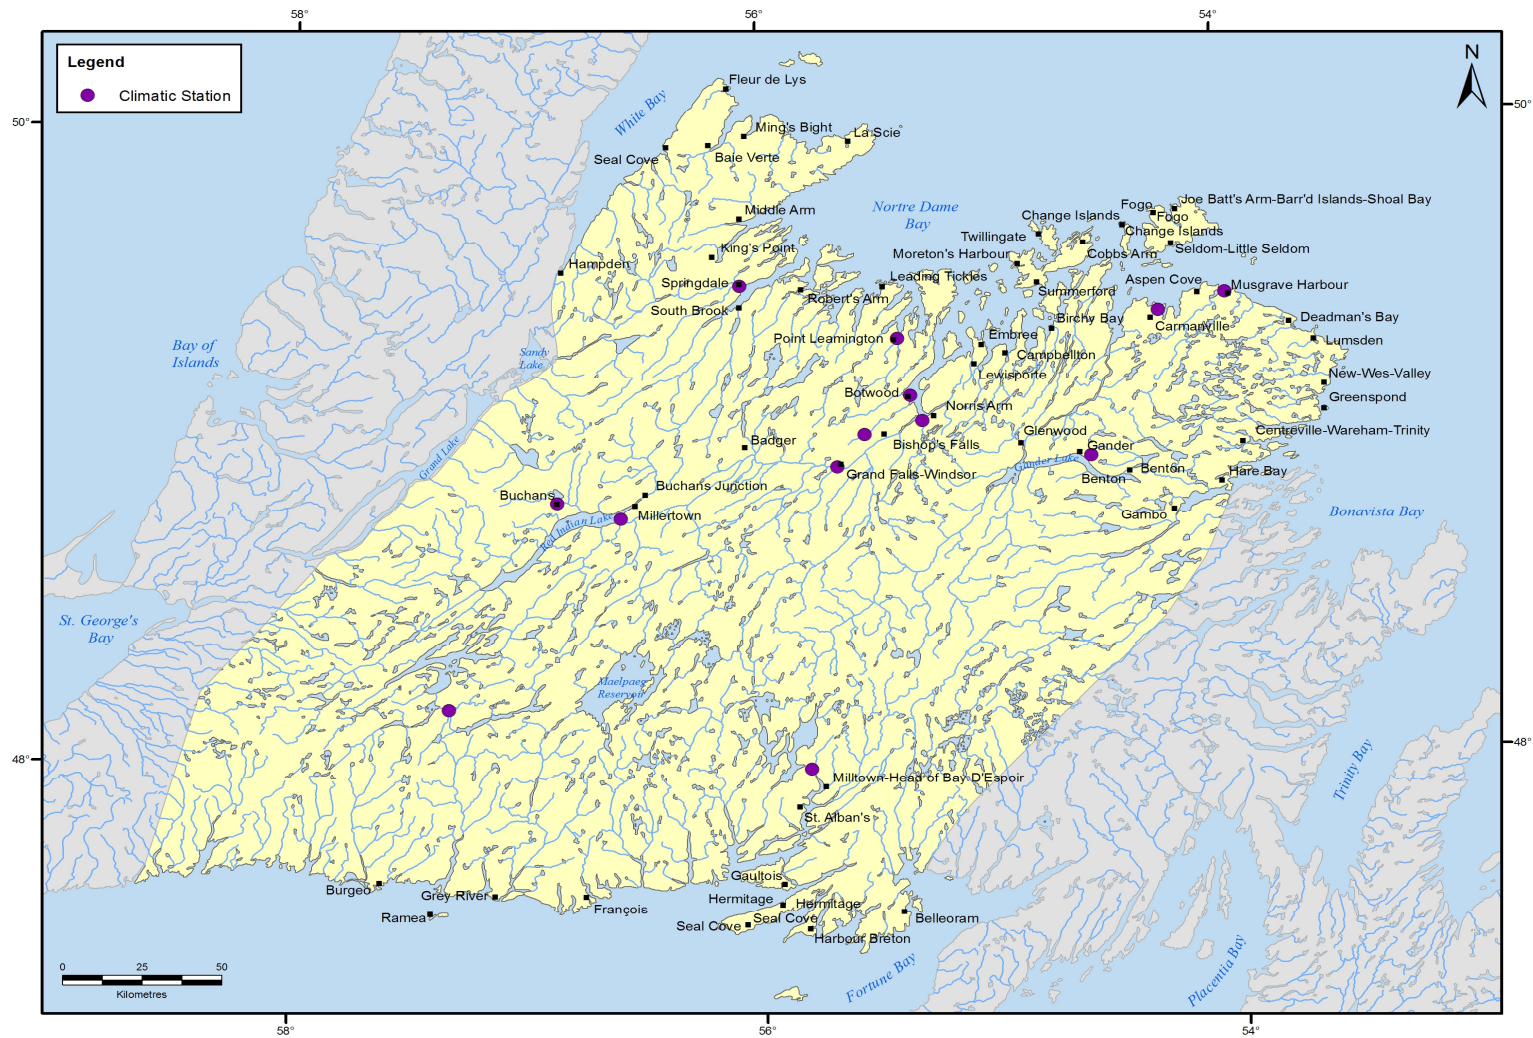 58°
56°
54°
Legend
Climatic Station
N
50°
50°
Fleur de Lys
White Bay
Ming's Bight
La Scie
Seal Cove
Baie Verte
Middle Arm
Nortre Dame
Bay
Joe Batt's Arm-Barr'd Islands-Shoal Bay
Fogo
Fogo
Change Islands
Change Islands
Twillingate
Seldom-Little Seldom
King's Point
Moreton's Harbour
Cobbs Arm
Hampden
Leading Tickles
Aspen Cove
Musgrave Harbour
Springdale
Summerford
Robert's Arm
South Brook
Birchy Bay
Carmanville
Deadman's Bay
Point Leamington
Embree
Lumsden
Bay of
Islands
Sandy
Lake
Campbellton
Lewisporte
New-Wes-Valley
Botwood
Greenspond
Norris Arm
Glenwood
Centreville-Wareham-Trinity
Badger
Bishop's Falls
Gander
Grand Lake
Gander Lake
Benton
Benton
Hare Bay
Grand Falls-Windsor
Buchans Junction
Buchans
Millertown
Red Indian Lake
Gambo
Bonavista Bay
St. George's
Bay
Maelpaeg
Reservoir
48°
48°
Trinity Bay
Milltown-Head of Bay D'Espoir
St. Alban's
Gaultois
Burgeo
Grey River
Hermitage
Hermitage
Ramea
François
Seal Cove
Seal Cove
Belleoram
Harbour Breton
Fortune Bay
Placentia Bay
0
25
50
Kilometres
58°
56°
54°